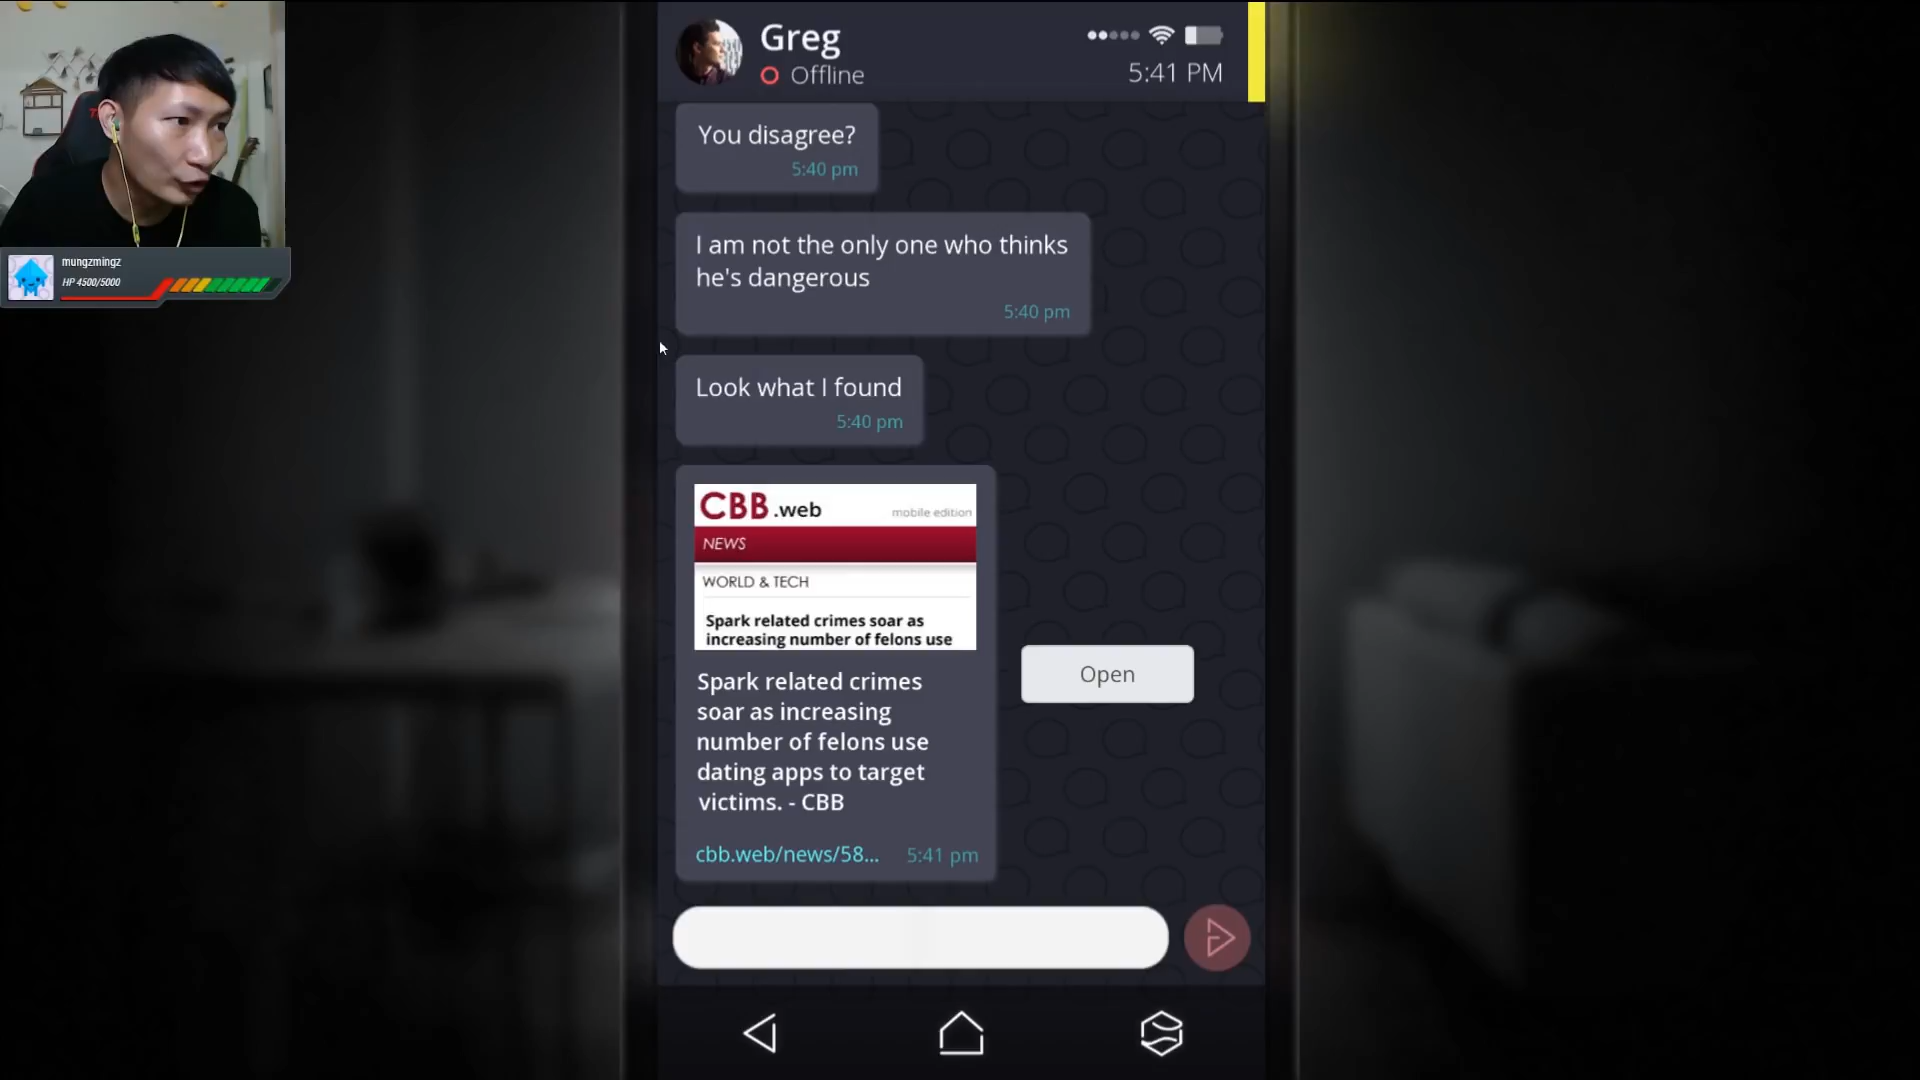 mungzmingz
HP 4500/5000
Greg
Offline
5:41 PM
You disagree?
5:40 pm
I am not the only one who thinks
he's dangerous
5:40 pm
Look what I found
5:40 pm
CBB .web
mobile edition
NEWS
WORLD & TECH
Spark related crimes soar as
increasing number of felons use
Spark related crimes
soar as increasing
number of felons use
dating apps to target
victims. - CBB
cbb.web/news/58...
5:41 pm
Open